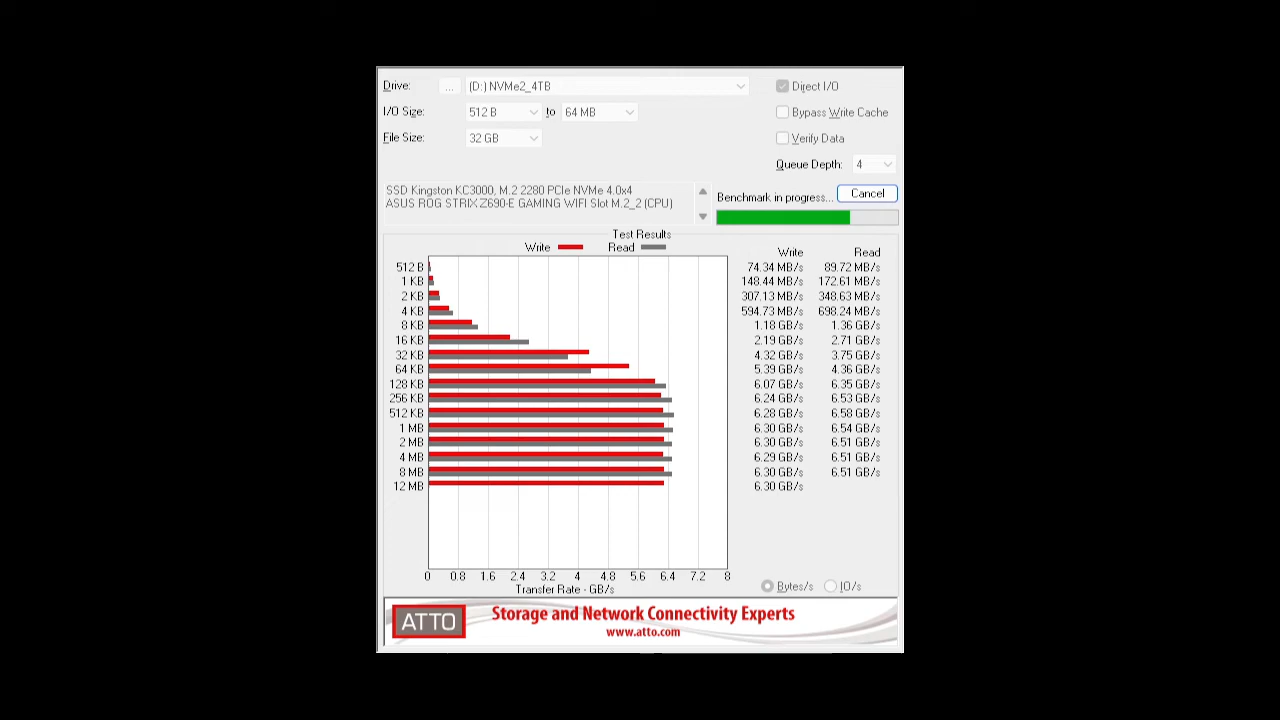 Drive: ... (D:) NVMe2_4TB Direct I/O
I/O Size: 512 B to 64 MB Bypass Write Cache
File Size: 32 GB Verify Data
Queue Depth: 4
SSD Kingston KC3000, M.2 2280 PCIe NVMe 4.0x4
ASUS ROG STRIX Z690-E GAMING WIFI Slot M.2_2 (CPU)
Benchmark in progress... Cancel
Test Results
Write Read Write Read
512 B 74.34 MB/s 89.72 MB/s
1 KB 148.44 MB/s 172.61 MB/s
2 KB 307.13 MB/s 348.63 MB/s
4 KB 594.73 MB/s 698.24 MB/s
8 KB 1.18 GB/s 1.36 GB/s
16 KB 2.19 GB/s 2.71 GB/s
32 KB 4.32 GB/s 3.75 GB/s
64 KB 5.39 GB/s 4.36 GB/s
128 KB 6.07 GB/s 6.35 GB/s
256 KB 6.24 GB/s 6.53 GB/s
512 KB 6.28 GB/s 6.58 GB/s
1 MB 6.30 GB/s 6.54 GB/s
2 MB 6.30 GB/s 6.51 GB/s
4 MB 6.29 GB/s 6.51 GB/s
8 MB 6.30 GB/s 6.51 GB/s
12 MB 6.30 GB/s
0 0.8 1.6 2.4 3.2 4 4.8 5.6 6.4 7.2 8
Transfer Rate - GB/s Bytes/s IO/s
ATTO Storage and Network Connectivity Experts
www.atto.com